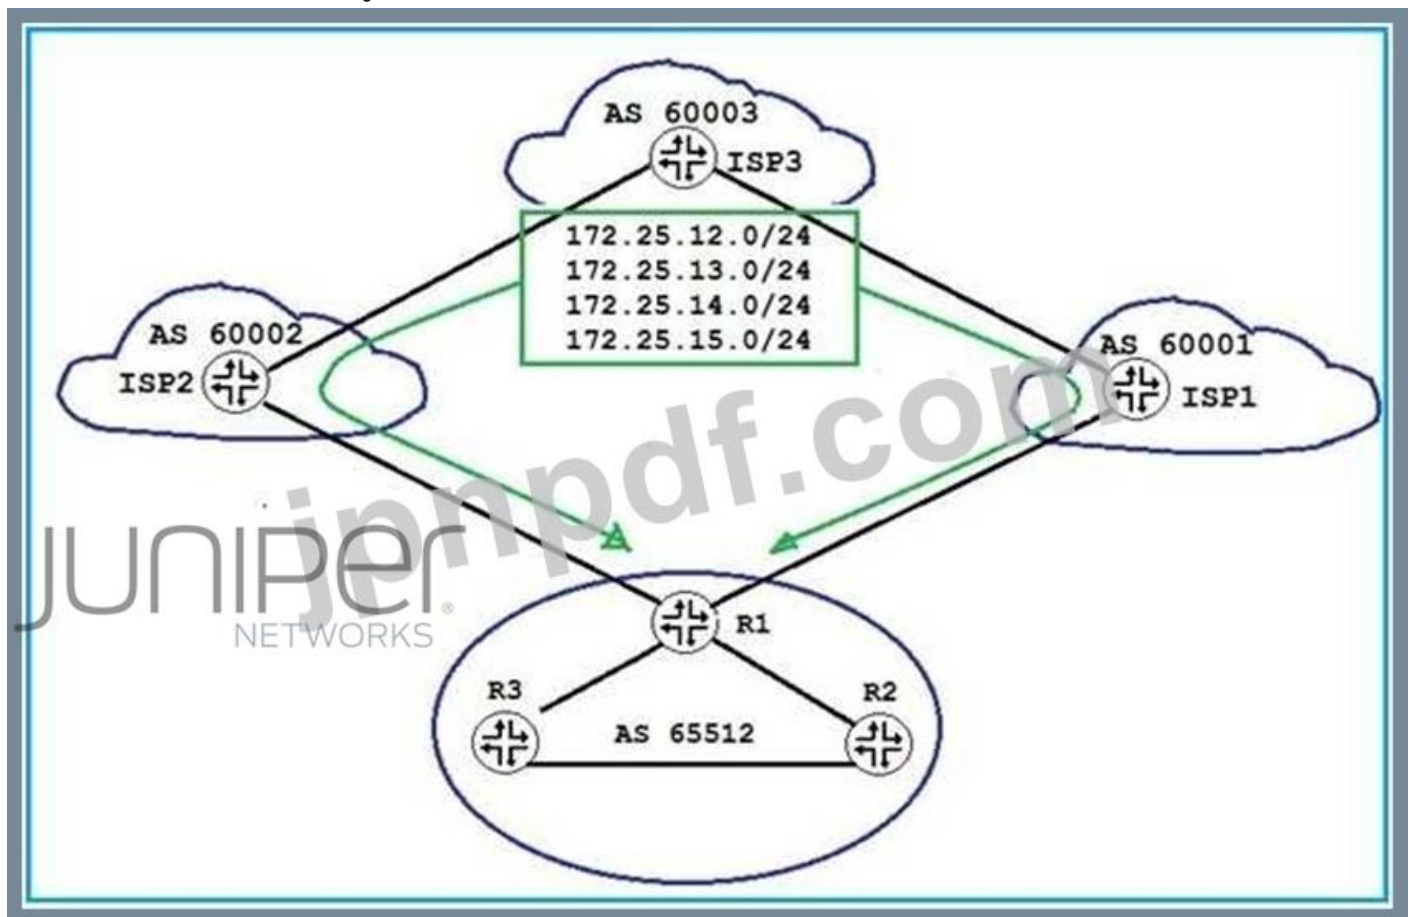 AS 60003
ISP3
172.25.12.0/24
172.25.13.0/24
172.25.14.0/24
172.25.15.0/24
AS 60002
ISP2
AS 60001
ISP1
jpnpdf.com
JUNIPEr
NETWORKS®
R1
R3
R2
AS 65512